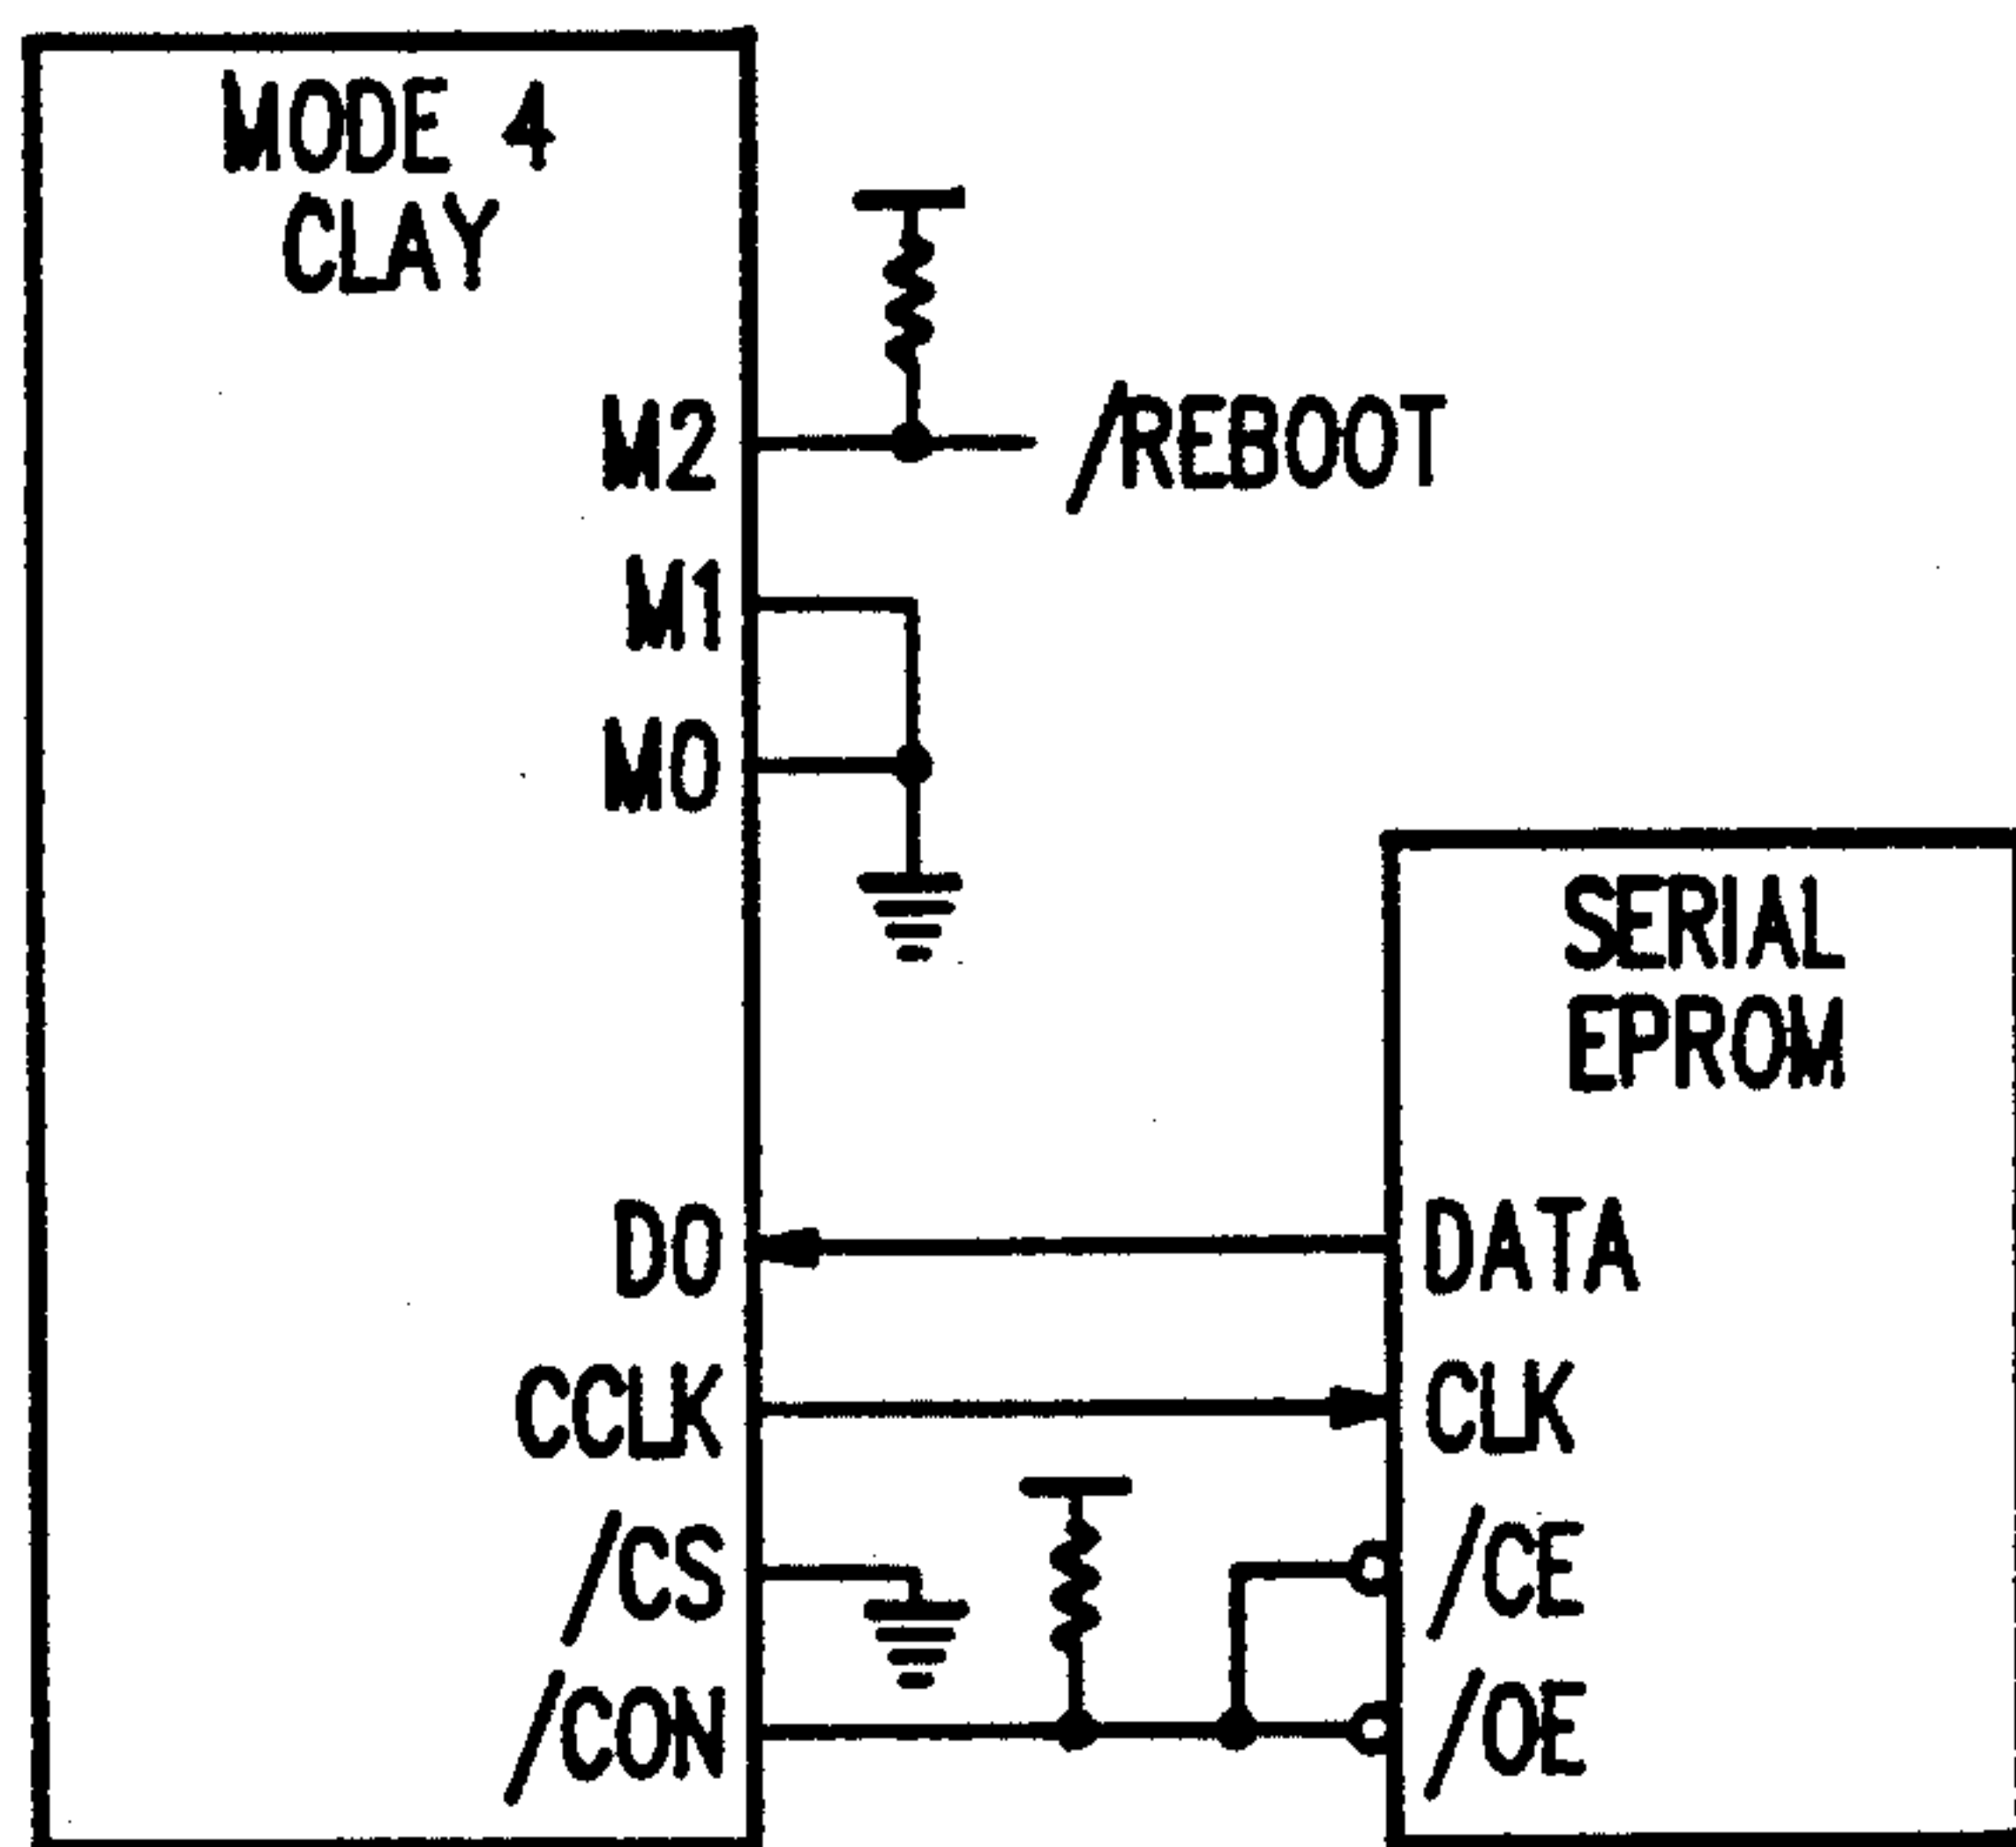 MODE 4
CLAY
M2
/REBOOT
M1
M0
SERIAL
EPROM
D0
DATA
CCLK
CLK
/CS
/CE
/CON
/OE